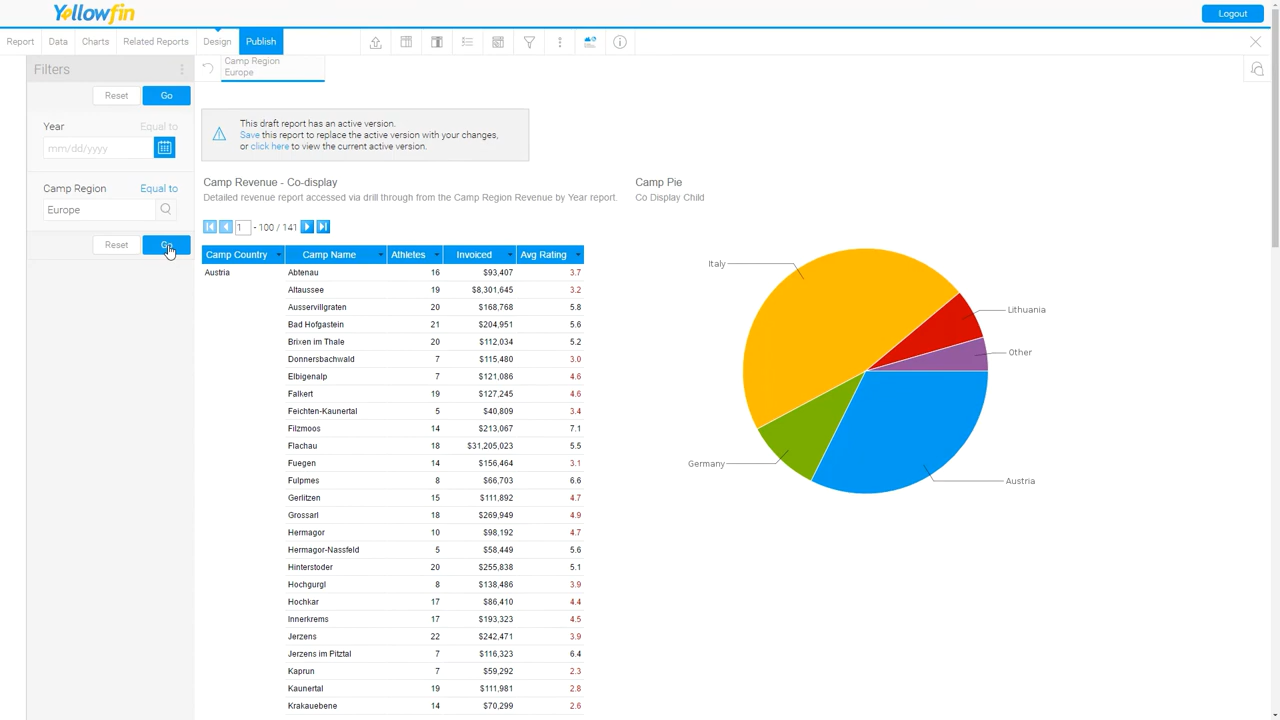 Yellowfin
Logout
Report Data Charts Related Reports Design Publish
Filters
Camp Region
Europe
Reset Go
Year Equal to
mm/dd/yyyy
Camp Region Equal to
Europe
Reset Go
This draft report has an active version.
Save this report to replace the active version with your changes,
or click here to view the current active version.
Camp Revenue - Co-display
Detailed revenue report accessed via drill through from the Camp Region Revenue by Year report.
Camp Pie
Co Display Child
1 - 100 / 141
Camp Country Camp Name Athletes Invoiced Avg Rating
Austria Abtenau 16 $93,407 3.7
Altaussee 19 $8,301,645 3.2
Ausservillgraten 20 $168,768 5.8
Bad Hofgastein 21 $204,951 5.6
Brixen im Thale 20 $112,034 5.2
Donnersbachwald 7 $115,480 3.0
Elbigenalp 7 $121,086 4.6
Falkert 19 $127,245 4.6
Feichten-Kaunertal 5 $40,809 3.4
Filzmoos 14 $213,067 7.1
Flachau 18 $31,205,023 5.5
Fuegen 14 $156,464 3.1
Fulpmes 8 $66,703 6.6
Gerlitzen 15 $111,892 4.7
Grossarl 18 $269,949 4.9
Hermagor 10 $98,192 4.7
Hermagor-Nassfeld 5 $58,449 5.6
Hinterstoder 20 $255,838 5.1
Hochgurgl 8 $138,486 3.9
Hochkar 17 $86,410 4.4
Innerkrems 17 $193,323 4.5
Jerzens 22 $242,471 3.9
Jerzens im Pitztal 7 $116,323 6.4
Kaprun 7 $59,292 2.3
Kaunertal 19 $111,981 2.8
Krakauebene 14 $70,299 2.6
Italy
Lithuania
Other
Germany
Austria